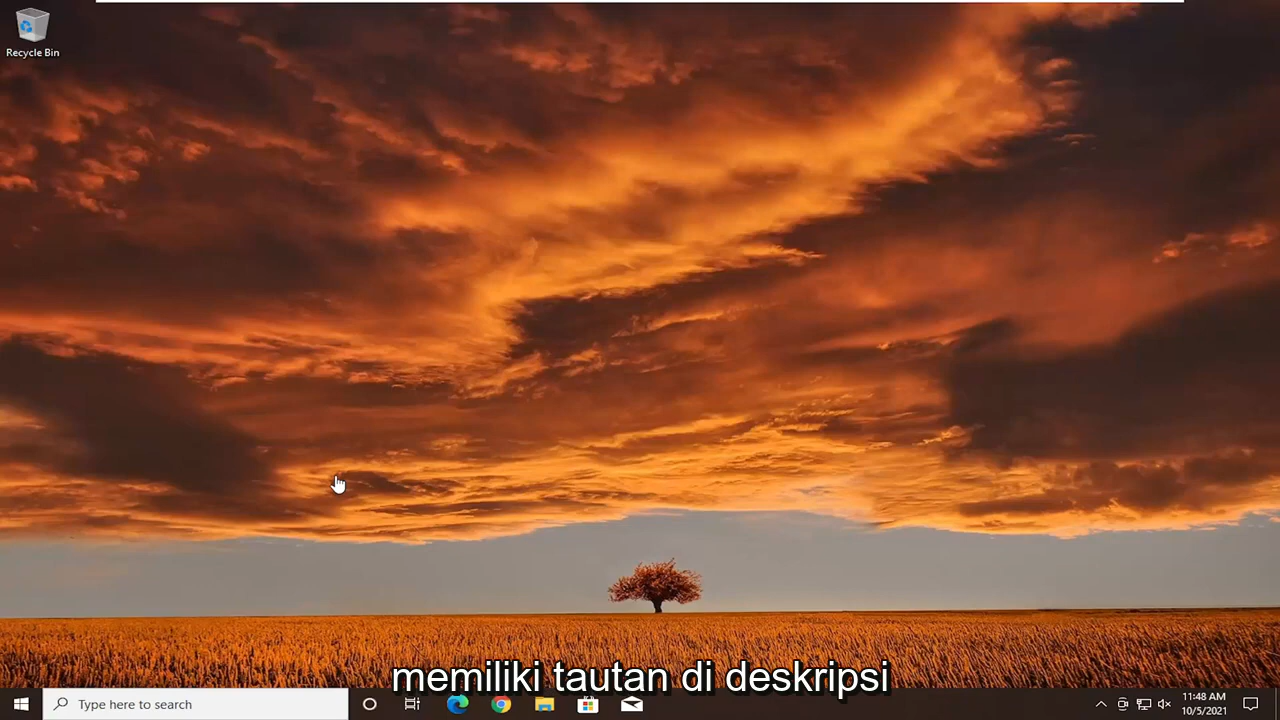 Recycle Bin
memiliki tautan di deskripsi
Type here to search
11:48 AM
10/5/2021